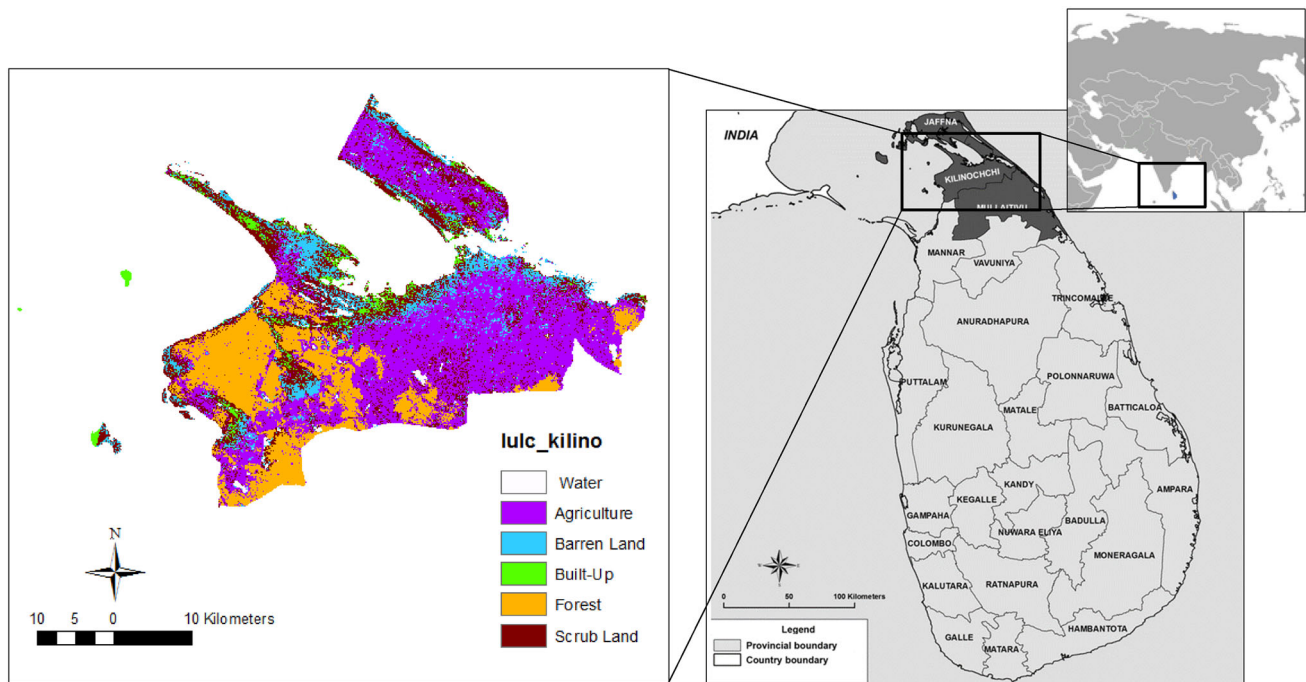 lulc_kilino
Water
Agriculture
Barren Land
Built-Up
Forest
Scrub Land
N
10 5 0 10 Kilometers
INDIA
JAFFNA
KILINOCHCHI
MULLAITIVU
MANNAR
VAVUNIYA
TRINCOMALEE
ANURADHAPURA
PUTTALAM
POLONNARUWA
MATALE
BATTICALOA
KURUNEGALA
KANDY
AMPARA
KEGALLE
GAMPAHA
BADULLA
NUWARA ELIYA
COLOMBO
MONERAGALA
KALUTARA
RATNAPURA
HAMBANTOTA
GALLE
MATARA
0 50 100 Kilometers
Legend
Provincial boundary
Country boundary